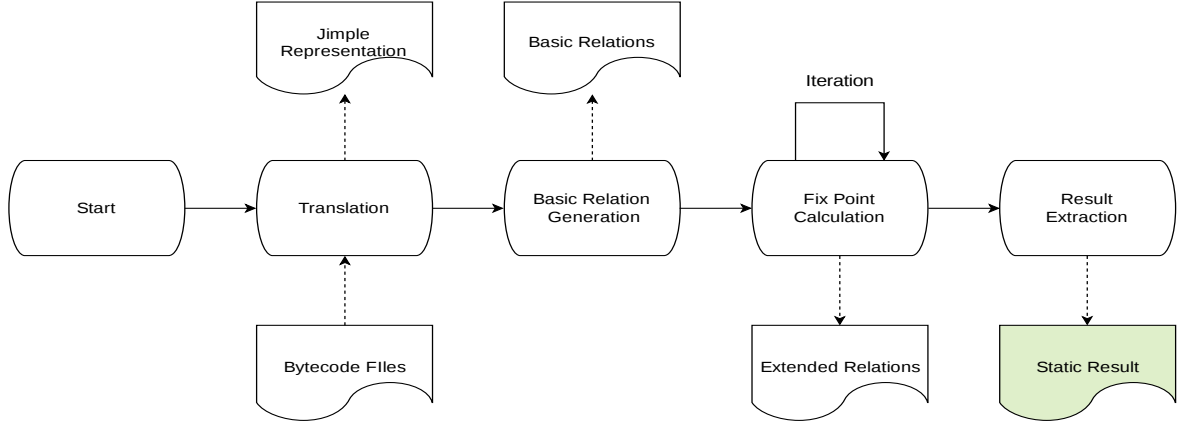 Jimple
Representation
Basic Relations
Iteration
Start
Translation
Basic Relation
Generation
Fix Point
Calculation
Result
Extraction
Bytecode FIles
Extended Relations
Static Result